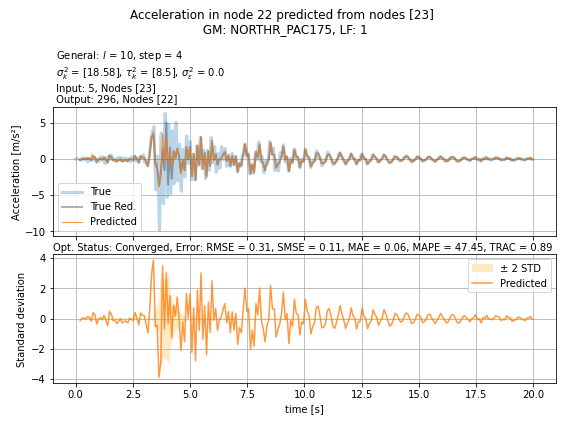 Acceleration in node 22 predicted from nodes [23]
GM: NORTHR_PAC175, LF: 1
General: l = 10, step = 4
σ²ₖ = [18.58], τ²ₖ = [8.5], σ²ε = 0.0
Input: 5, Nodes [23]
Output: 296, Nodes [22]
Acceleration [m/s²]
5
0
−5
−10
True
True Red.
Predicted
Opt. Status: Converged, Error: RMSE = 0.31, SMSE = 0.11, MAE = 0.06, MAPE = 47.45, TRAC = 0.89
Standard deviation
4
2
0
−2
−4
± 2 STD
Predicted
0.0 2.5 5.0 7.5 10.0 12.5 15.0 17.5 20.0
time [s]